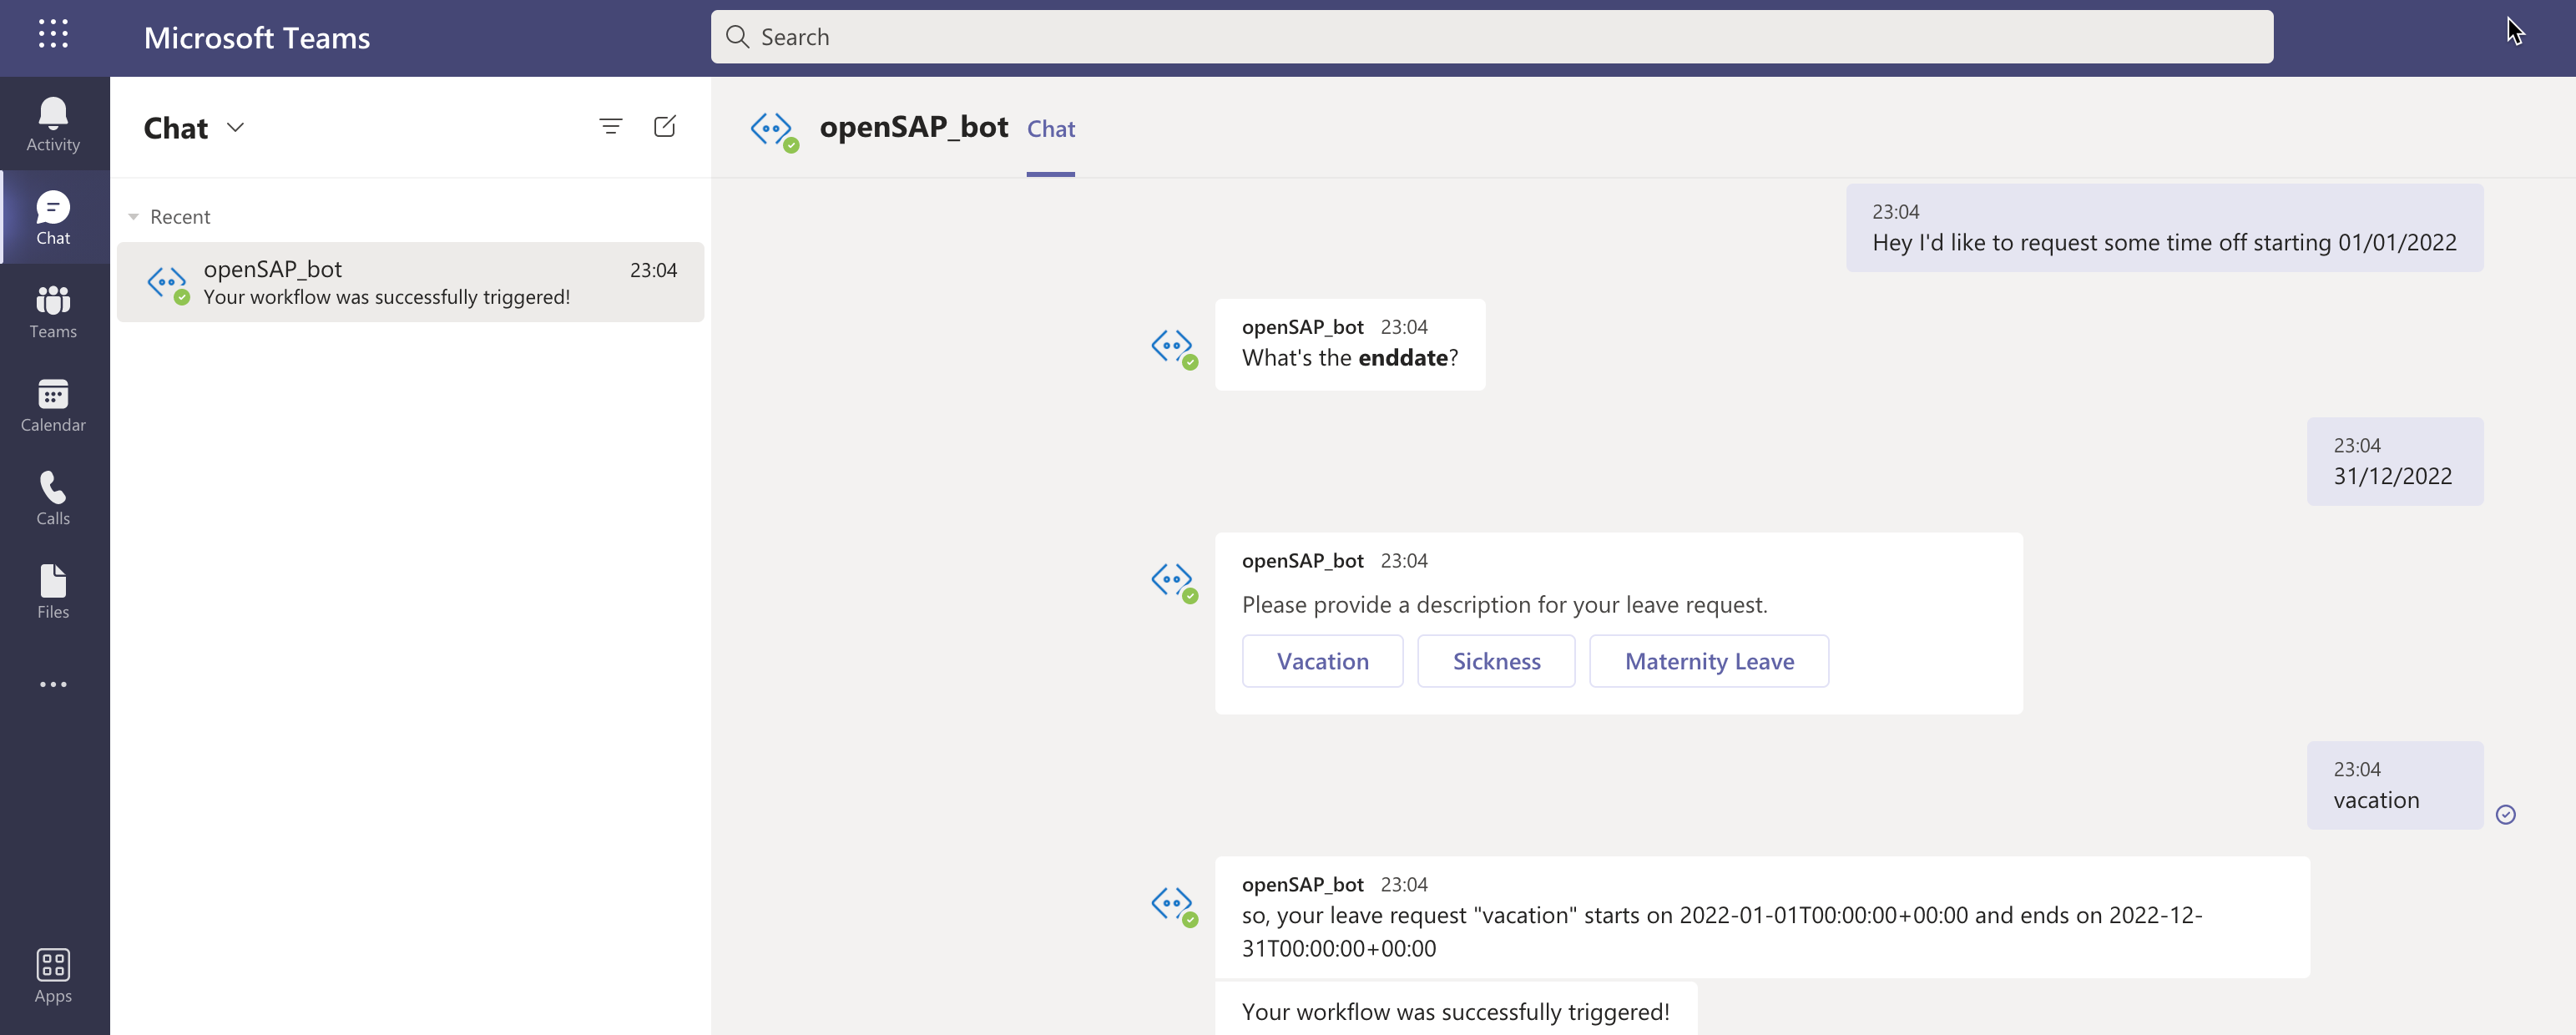 Microsoft Teams
Search
Activity
Chat
Teams
Calendar
Calls
Files
Apps
Chat
Recent
openSAP_bot 23:04
Your workflow was successfully triggered!
openSAP_bot Chat
23:04
Hey I'd like to request some time off starting 01/01/2022
openSAP_bot 23:04
What's the enddate?
23:04
31/12/2022
openSAP_bot 23:04
Please provide a description for your leave request.
Vacation Sickness Maternity Leave
23:04
vacation
openSAP_bot 23:04
so, your leave request "vacation" starts on 2022-01-01T00:00:00+00:00 and ends on 2022-12-
31T00:00:00+00:00
Your workflow was successfully triggered!